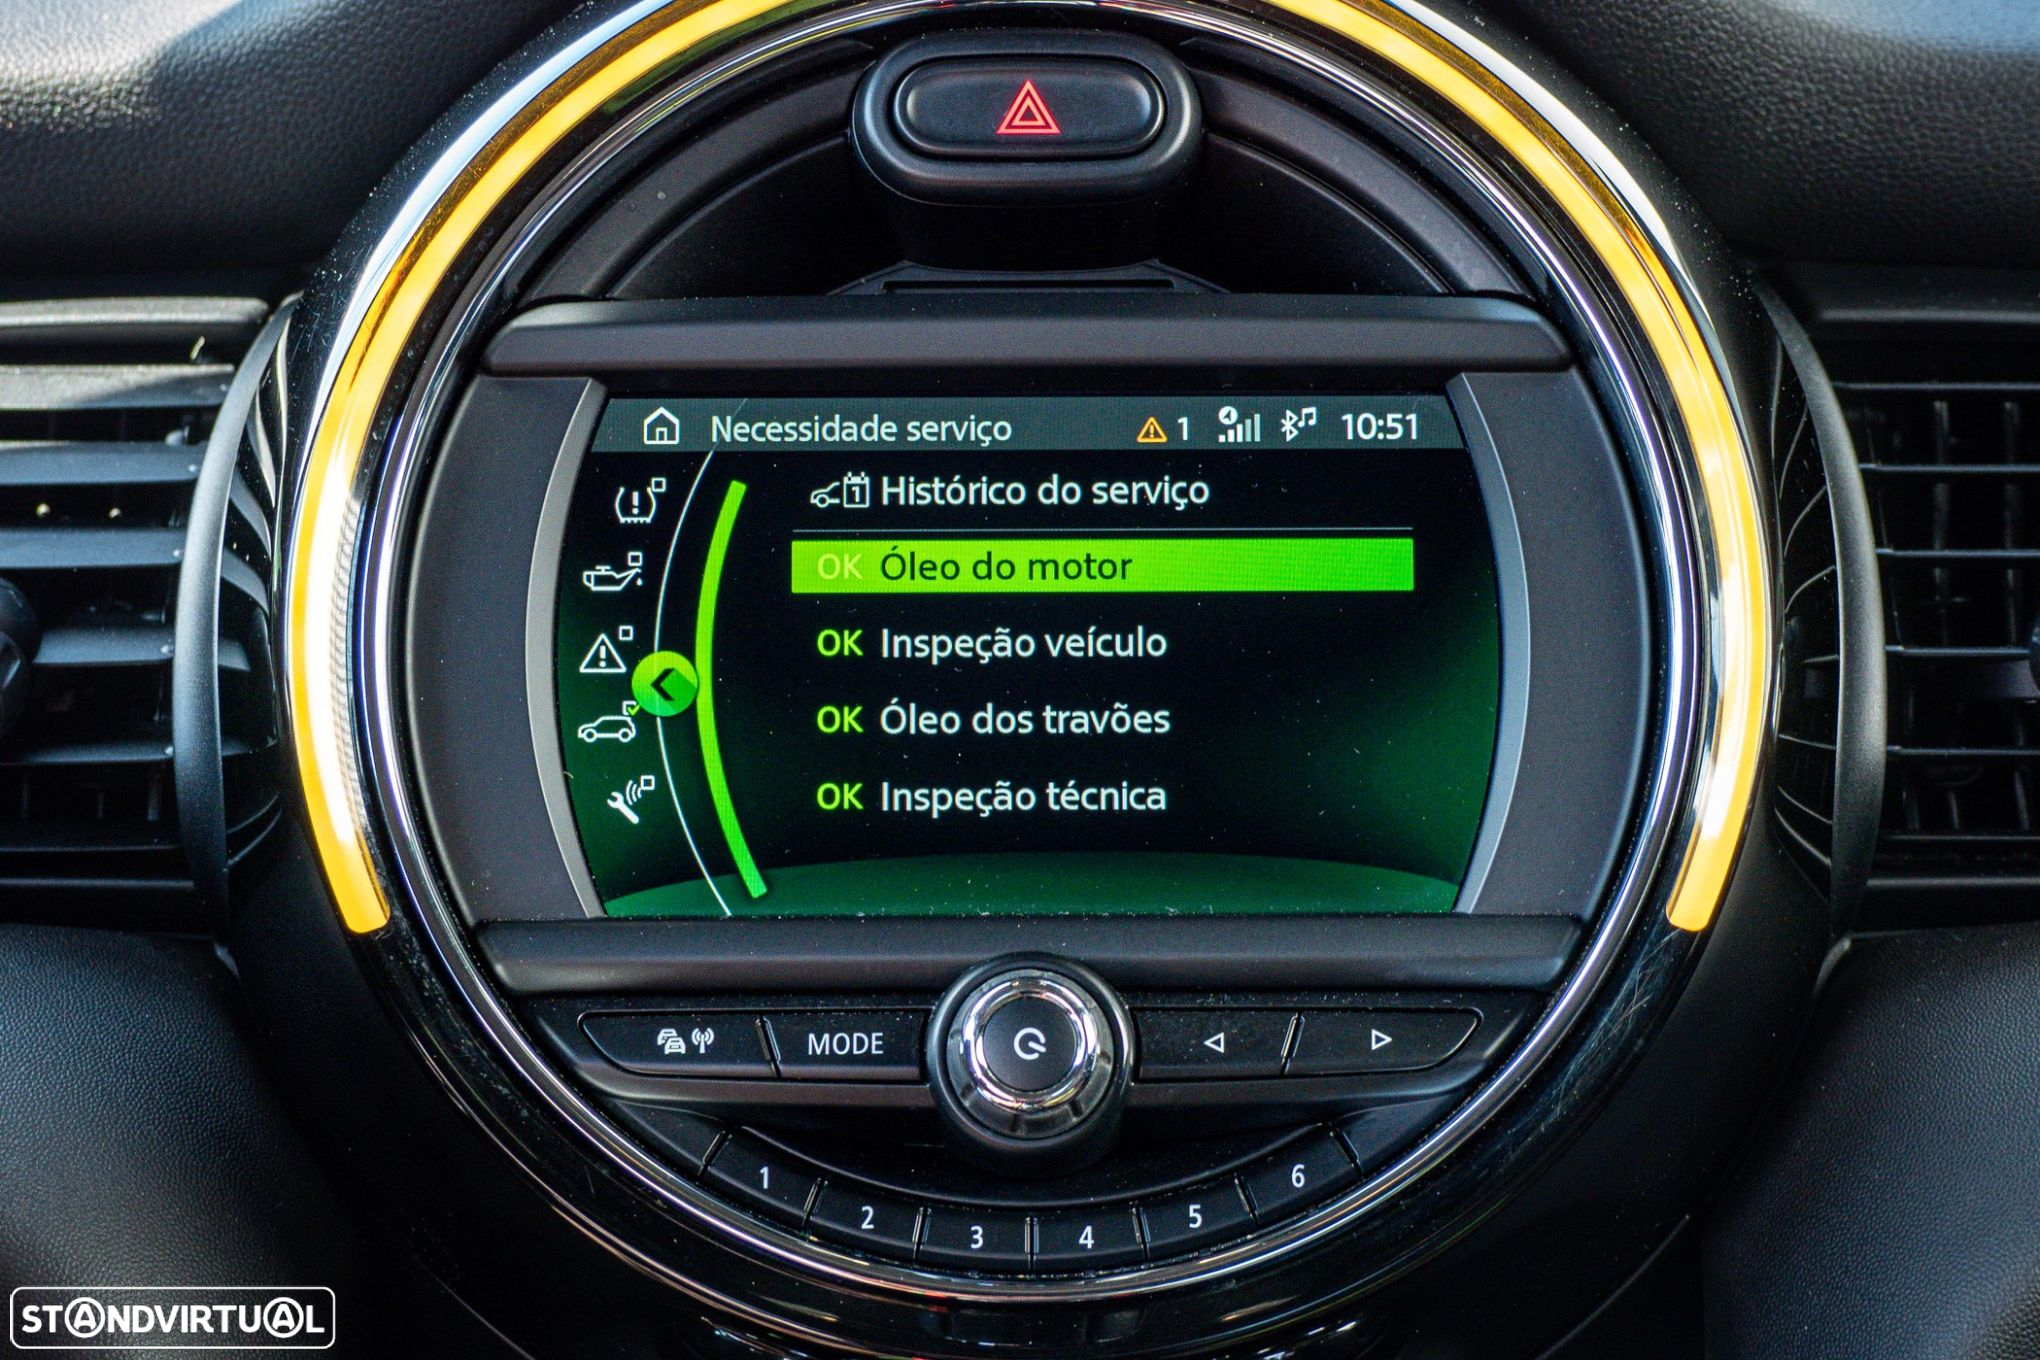 Necessidade serviço 1 10:51
1 Histórico do serviço
OK Óleo do motor
OK Inspeção veículo
OK Óleo dos travões
OK Inspeção técnica
MODE
1 2 3 4 5 6
STANDVIRTUAL